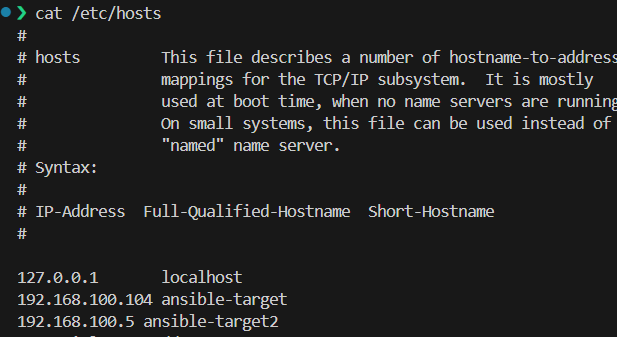 ❯ cat /etc/hosts
#
# hosts         This file describes a number of hostname-to-address
#               mappings for the TCP/IP subsystem.  It is mostly
#               used at boot time, when no name servers are running
#               On small systems, this file can be used instead of
#               "named" name server.
# Syntax:
#
# IP-Address  Full-Qualified-Hostname  Short-Hostname
#

127.0.0.1       localhost
192.168.100.104 ansible-target
192.168.100.5 ansible-target2